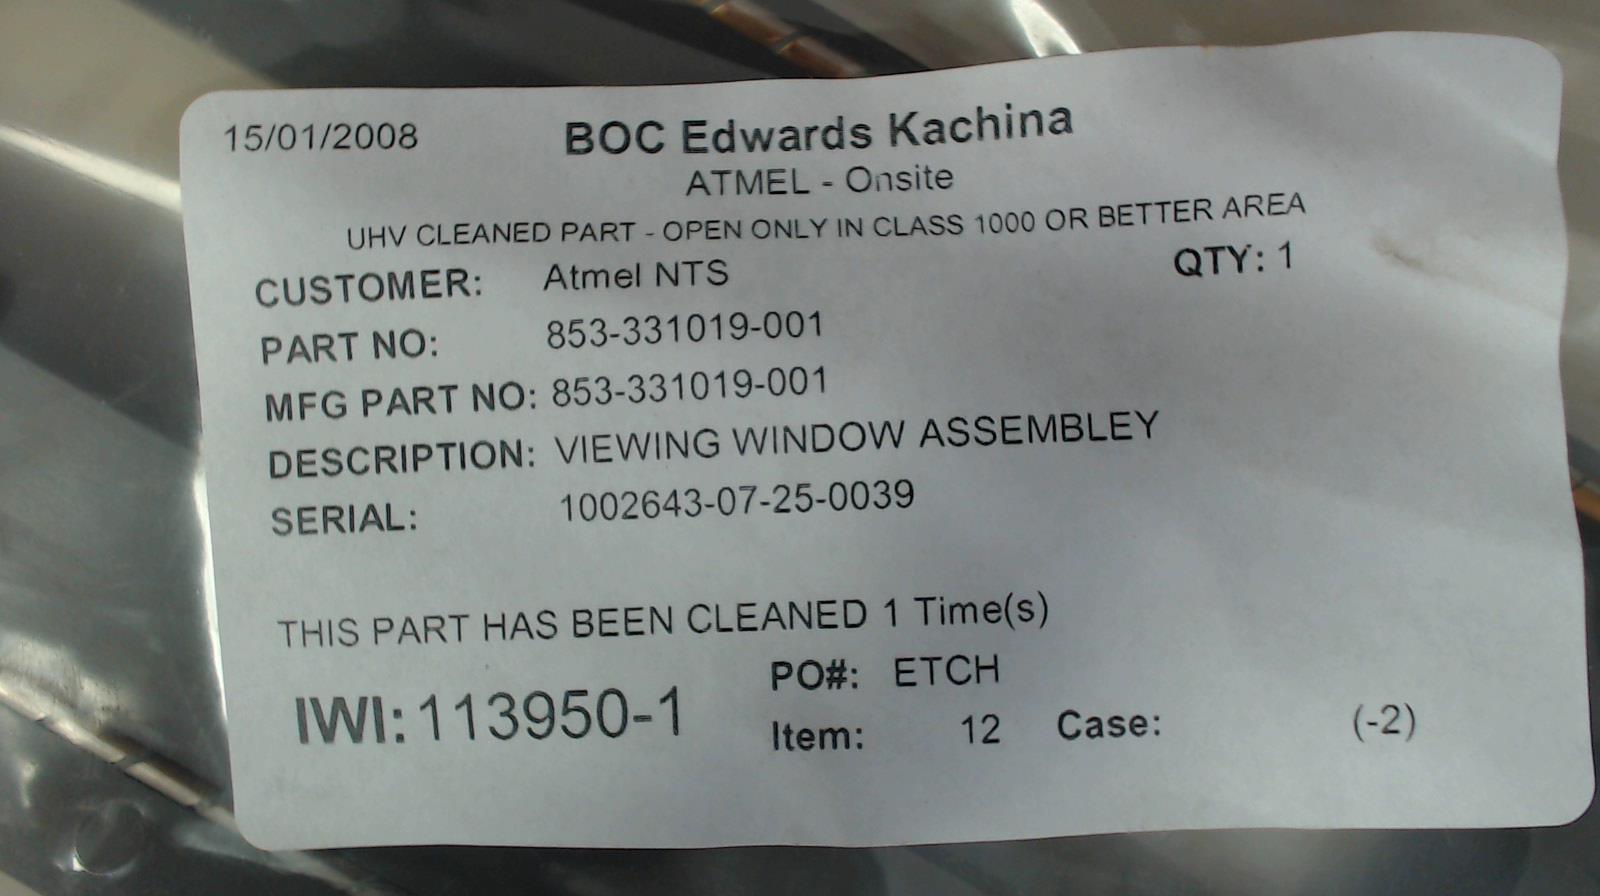 15/01/2008 BOC Edwards Kachina
ATMEL - Onsite
UHV CLEANED PART - OPEN ONLY IN CLASS 1000 OR BETTER AREA
CUSTOMER: Atmel NTS QTY: 1
PART NO: 853-331019-001
MFG PART NO: 853-331019-001
DESCRIPTION: VIEWING WINDOW ASSEMBLEY
SERIAL: 1002643-07-25-0039
THIS PART HAS BEEN CLEANED 1 Time(s)
IWI: 113950-1 PO#: ETCH
Item: 12 Case: (-2)